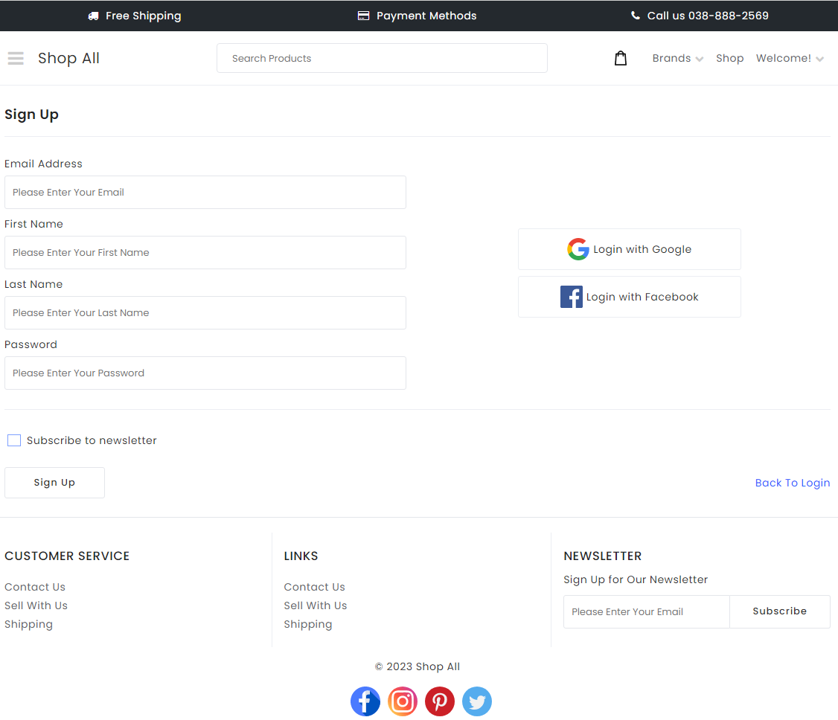 Free Shipping
Payment Methods
Call us 038-888-2569
Shop All
Search Products
Brands
Shop
Welcome!
Sign Up
Email Address
Please Enter Your Email
First Name
Please Enter Your First Name
Last Name
Please Enter Your Last Name
Password
Please Enter Your Password
Login with Google
Login with Facebook
Subscribe to newsletter
Sign Up
Back To Login
CUSTOMER SERVICE
Contact Us
Sell With Us
Shipping
LINKS
Contact Us
Sell With Us
Shipping
NEWSLETTER
Sign Up for Our Newsletter
Please Enter Your Email
Subscribe
© 2023 Shop All